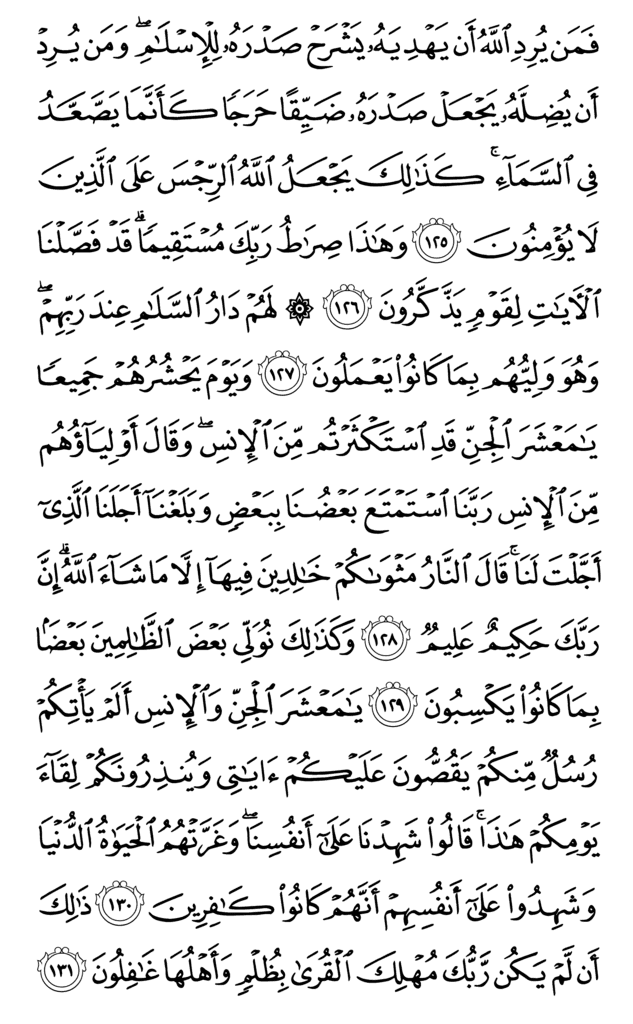 فَمَن يُرِدِ ٱللَّهُ أَن يَهْدِيَهُۥ يَشْرَحْ صَدْرَهُۥ لِلْإِسْلَـٰمِۖ وَمَن يُرِدْ
أَن يُضِلَّهُۥ يَجْعَلْ صَدْرَهُۥ ضَيِّقًا حَرَجًا كَأَنَّمَا يَصَّعَّدُ
فِى ٱلسَّمَآءِۚ كَذَٰلِكَ يَجْعَلُ ٱللَّهُ ٱلرِّجْسَ عَلَى ٱلَّذِينَ
لَا يُؤْمِنُونَ ١٢٥ وَهَـٰذَا صِرَٰطُ رَبِّكَ مُسْتَقِيمًاۗ قَدْ فَصَّلْنَا
ٱلْـَٔايَـٰتِ لِقَوْمٍ يَذَّكَّرُونَ ١٢٦ ۞ لَهُمْ دَارُ ٱلسَّلَـٰمِ عِندَ رَبِّهِمْۖ
وَهُوَ وَلِيُّهُم بِمَا كَانُوا۟ يَعْمَلُونَ ١٢٧ وَيَوْمَ يَحْشُرُهُمْ جَمِيعًا
يَـٰمَعْشَرَ ٱلْجِنِّ قَدِ ٱسْتَكْثَرْتُم مِّنَ ٱلْإِنسِۖ وَقَالَ أَوْلِيَآؤُهُم
مِّنَ ٱلْإِنسِ رَبَّنَا ٱسْتَمْتَعَ بَعْضُنَا بِبَعْضٍ وَبَلَغْنَآ أَجَلَنَا ٱلَّذِىٓ
أَجَّلْتَ لَنَاۚ قَالَ ٱلنَّارُ مَثْوَىٰكُمْ خَـٰلِدِينَ فِيهَآ إِلَّا مَا شَآءَ ٱللَّهُۗ إِنَّ
رَبَّكَ حَكِيمٌ عَلِيمٌ ١٢٨ وَكَذَٰلِكَ نُوَلِّى بَعْضَ ٱلظَّـٰلِمِينَ بَعْضًۢا
بِمَا كَانُوا۟ يَكْسِبُونَ ١٢٩ يَـٰمَعْشَرَ ٱلْجِنِّ وَٱلْإِنسِ أَلَمْ يَأْتِكُمْ
رُسُلٌ مِّنكُمْ يَقُصُّونَ عَلَيْكُمْ ءَايَـٰتِى وَيُنذِرُونَكُمْ لِقَآءَ
يَوْمِكُمْ هَـٰذَاۚ قَالُوا۟ شَهِدْنَا عَلَىٰٓ أَنفُسِنَاۖ وَغَرَّتْهُمُ ٱلْحَيَوٰةُ ٱلدُّنْيَا
وَشَهِدُوا۟ عَلَىٰٓ أَنفُسِهِمْ أَنَّهُمْ كَانُوا۟ كَـٰفِرِينَ ١٣٠ ذَٰلِكَ
أَن لَّمْ يَكُن رَّبُّكَ مُهْلِكَ ٱلْقُرَىٰ بِظُلْمٍ وَأَهْلُهَا غَـٰفِلُونَ ١٣١